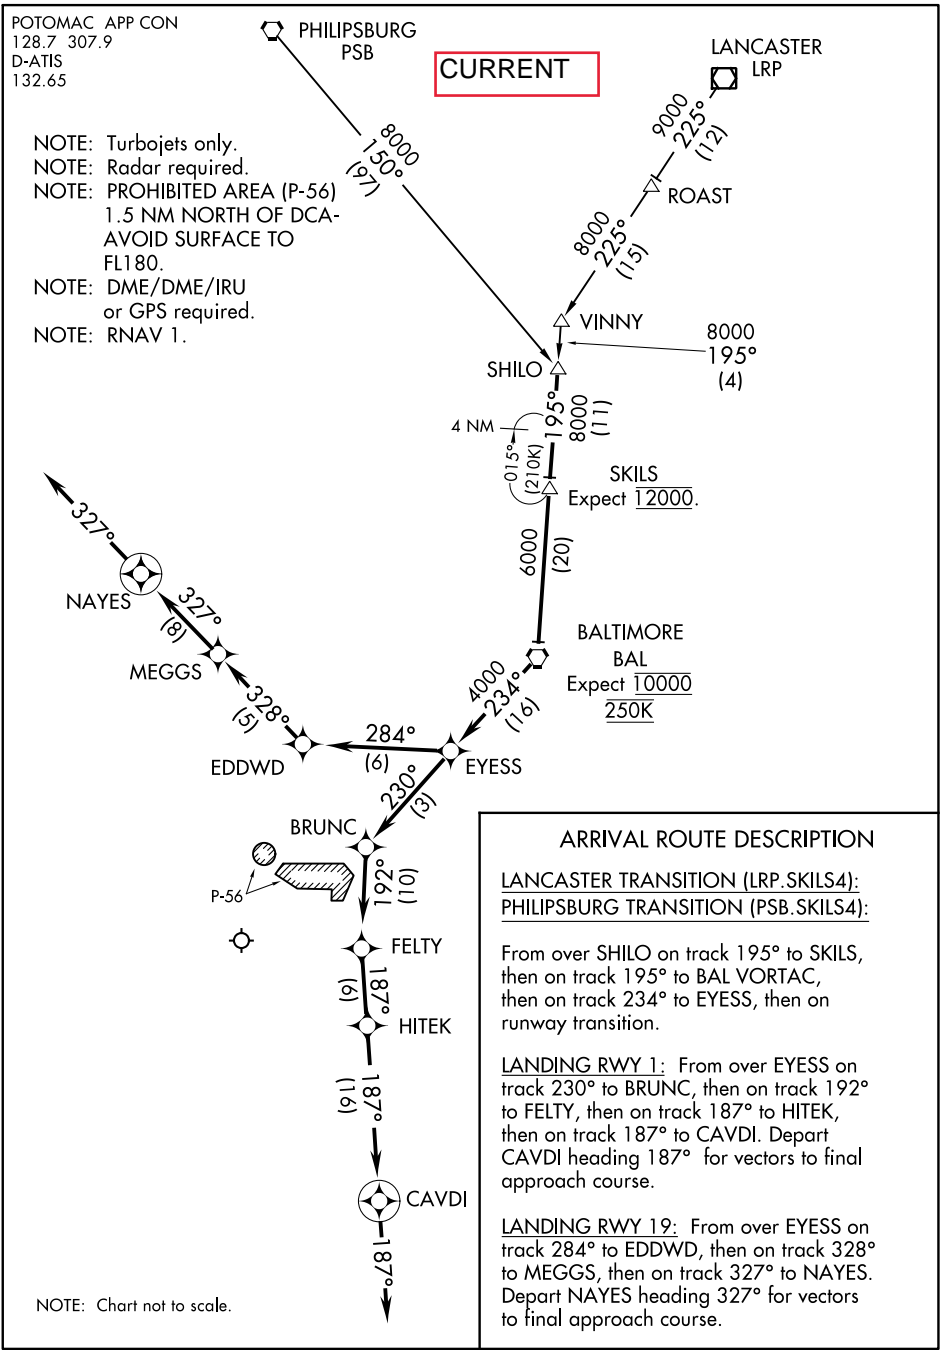 POTOMAC APP CON
128.7 307.9
D-ATIS
132.65
PHILIPSBURG
PSB
CURRENT
LANCASTER
LRP
NOTE: Turbojets only.
NOTE: Radar required.
NOTE: PROHIBITED AREA (P-56)
1.5 NM NORTH OF DCA-
AVOID SURFACE TO
FL180.
NOTE: DME/DME/IRU
or GPS required.
NOTE: RNAV 1.
8000
150°
(97)
9000
225°
(12)
ROAST
8000
225°
(15)
VINNY
8000
195°
(4)
SHILO
195°
8000
(11)
4 NM
015°
(210K)
SKILS
Expect 12000.
6000
(20)
327°
NAYES
327°
(8)
MEGGS
328°
(5)
EDDWD
BALTIMORE
BAL
Expect 10000
250K
4000
234°
(16)
284°
(6)
EYESS
230°
(3)
BRUNC
P-56
192°
(10)
FELTY
187°
(6)
HITEK
187°
(16)
CAVDI
187°
NOTE: Chart not to scale.
ARRIVAL ROUTE DESCRIPTION
LANCASTER TRANSITION (LRP.SKILS4):
PHILIPSBURG TRANSITION (PSB.SKILS4):
From over SHILO on track 195° to SKILS,
then on track 195° to BAL VORTAC,
then on track 234° to EYESS, then on
runway transition.
LANDING RWY 1: From over EYESS on
track 230° to BRUNC, then on track 192°
to FELTY, then on track 187° to HITEK,
then on track 187° to CAVDI. Depart
CAVDI heading 187° for vectors to final
approach course.
LANDING RWY 19: From over EYESS on
track 284° to EDDWD, then on track 328°
to MEGGS, then on track 327° to NAYES.
Depart NAYES heading 327° for vectors
to final approach course.